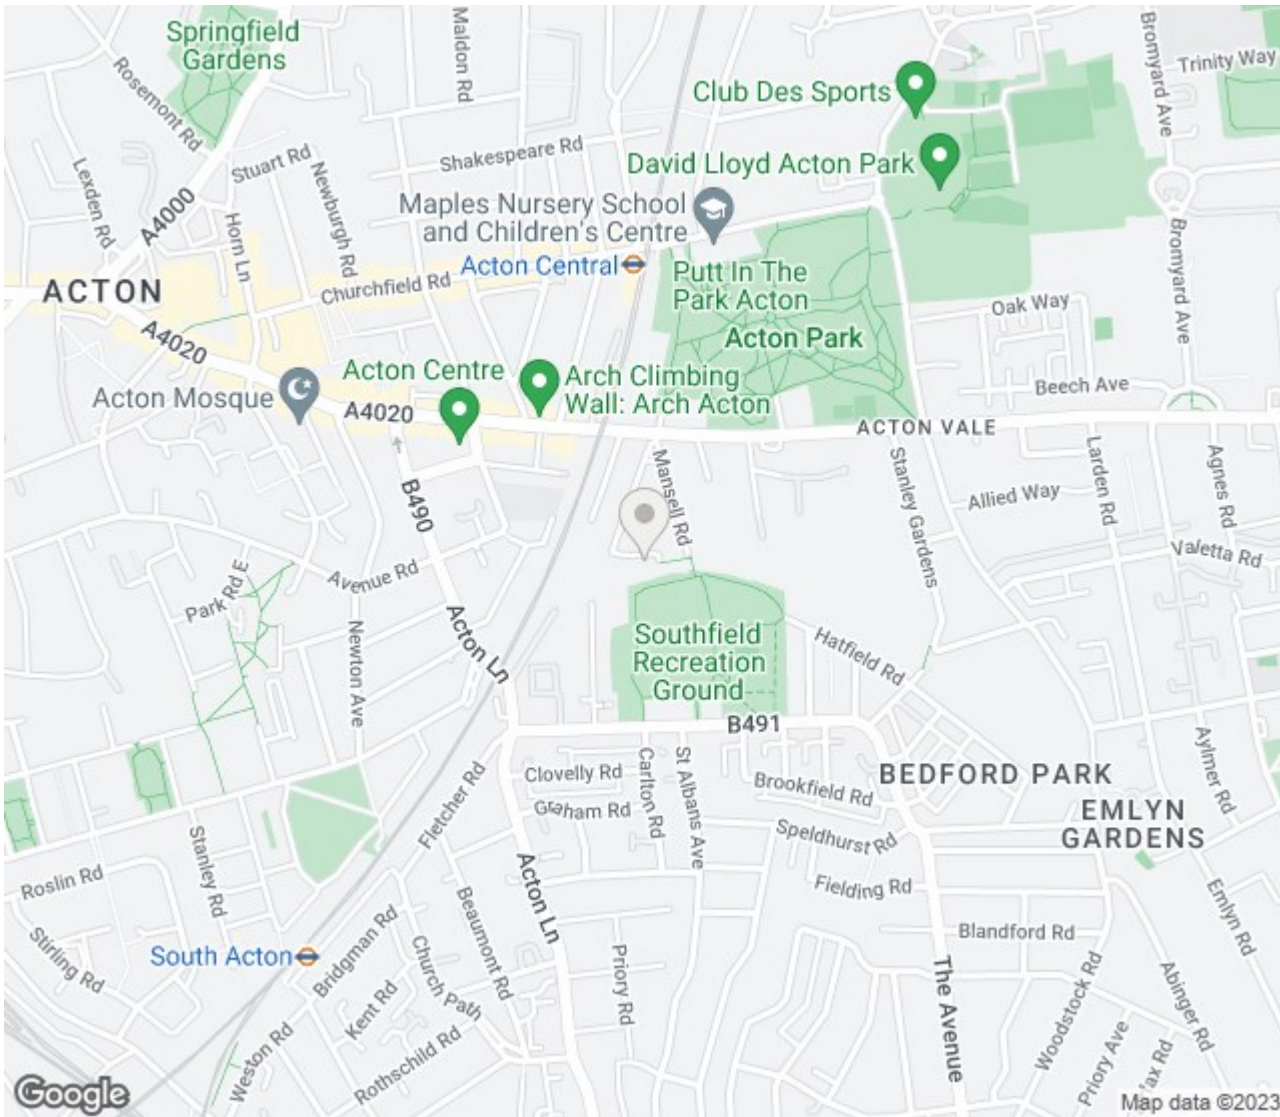 Springfield
Gardens
Maldon Rd
Bromyard Ave
Trinity Way
Rosemont Rd
Club Des Sports
Shakespeare Rd
David Lloyd Acton Park
Stuart Rd
Lexden Rd
A4000
Newburgh Rd
Horn Ln
Maples Nursery School
and Children's Centre
Bromyard Ave
Acton Central
Putt In The
Park Acton
ACTON
Churchfield Rd
Oak Way
A4020
Acton Park
Acton Centre
Arch Climbing
Wall: Arch Acton
Beech Ave
Acton Mosque
A4020
ACTON VALE
Mansell Rd
Stanley Gardens
Larden Rd
Agnes Rd
Allied Way
B490
Valetta Rd
Avenue Rd
Park Rd E
Acton Ln
Newton Ave
Southfield
Recreation
Ground
Hatfield Rd
B491
Fletcher Rd
Clovelly Rd
Carlton Rd
St Albans Ave
Brookfield Rd
BEDFORD PARK
Aylmer Rd
Graham Rd
EMLYN
GARDENS
Speldhurst Rd
Stanley Rd
Acton Ln
Roslin Rd
Fielding Rd
Emlyn Rd
Beaumont Rd
Stirling Rd
South Acton
Bridgman Rd
Church Path
Priory Rd
Blandford Rd
The Avenue
Woodstock Rd
Abinger Rd
Kent Rd
Weston Rd
Rothschild Rd
Priory Ave
Rd
Google
Map data ©2023